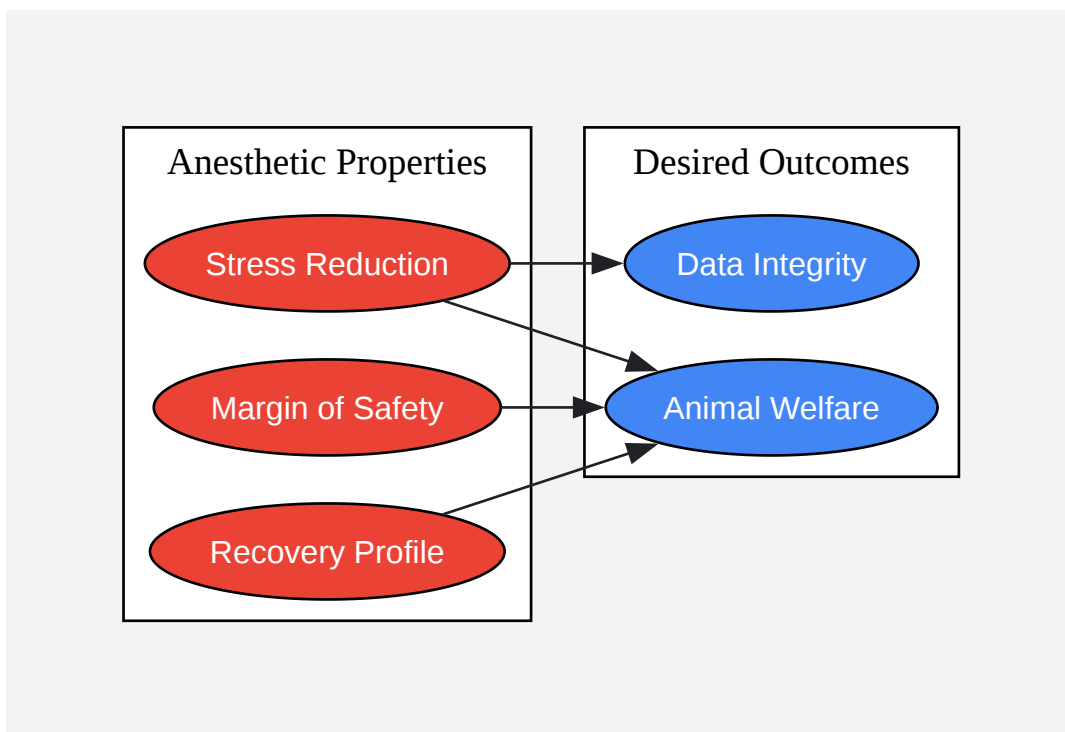 Anesthetic Properties
Stress Reduction
Margin of Safety
Recovery Profile
Desired Outcomes
Data Integrity
Animal Welfare